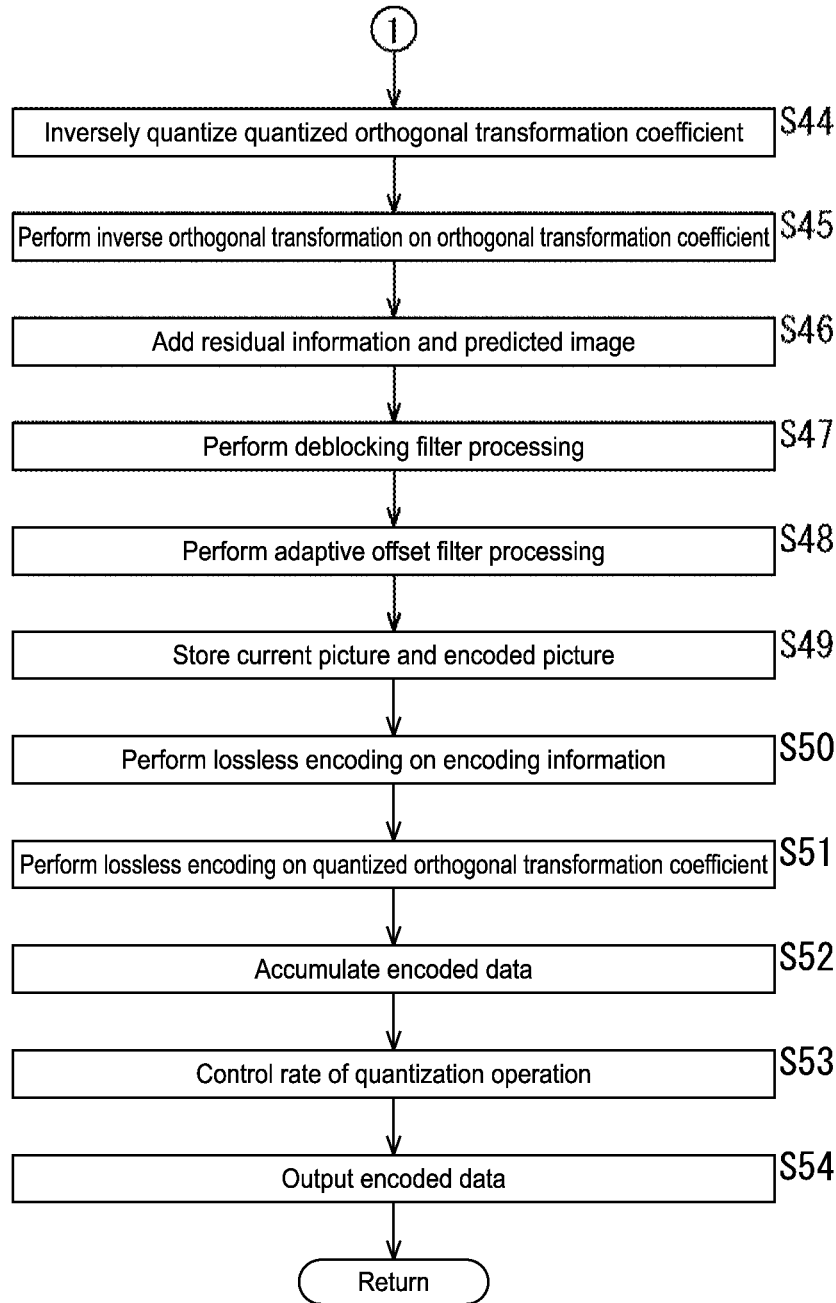 1
Inversely quantize quantized orthogonal transformation coefficient S44
Perform inverse orthogonal transformation on orthogonal transformation coefficient S45
Add residual information and predicted image S46
Perform deblocking filter processing S47
Perform adaptive offset filter processing S48
Store current picture and encoded picture S49
Perform lossless encoding on encoding information S50
Perform lossless encoding on quantized orthogonal transformation coefficient S51
Accumulate encoded data S52
Control rate of quantization operation S53
Output encoded data S54
Return